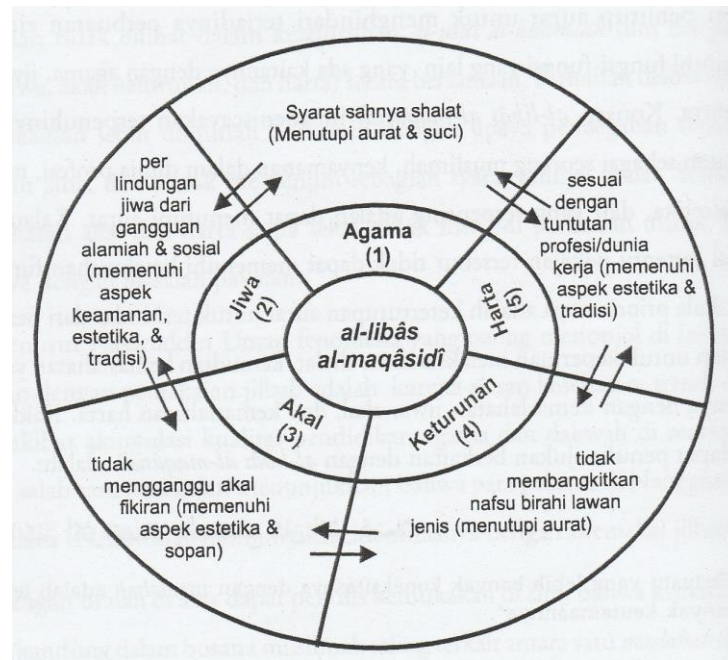 Syarat sahnya shalat
(Menutupi aurat & suci)
Agama
(1)
per
lindungan
jiwa dari
gangguan
alamiah & sosial
(memenuhi
aspek
keamanan,
estetika, &
tradisi)
Jiwa
(2)
al-libâs
al-maqâsidî
Harta
(5)
sesuai
dengan
tuntutan
profesi/dunia
kerja (memenuhi
aspek estetika &
tradisi)
Akal
(3)
tidak
mengganggu akal
fikiran (memenuhi
aspek estetika &
sopan)
Keturunan
(4)
tidak
membangkitkan
nafsu birahi lawan
jenis (menutupi aurat)